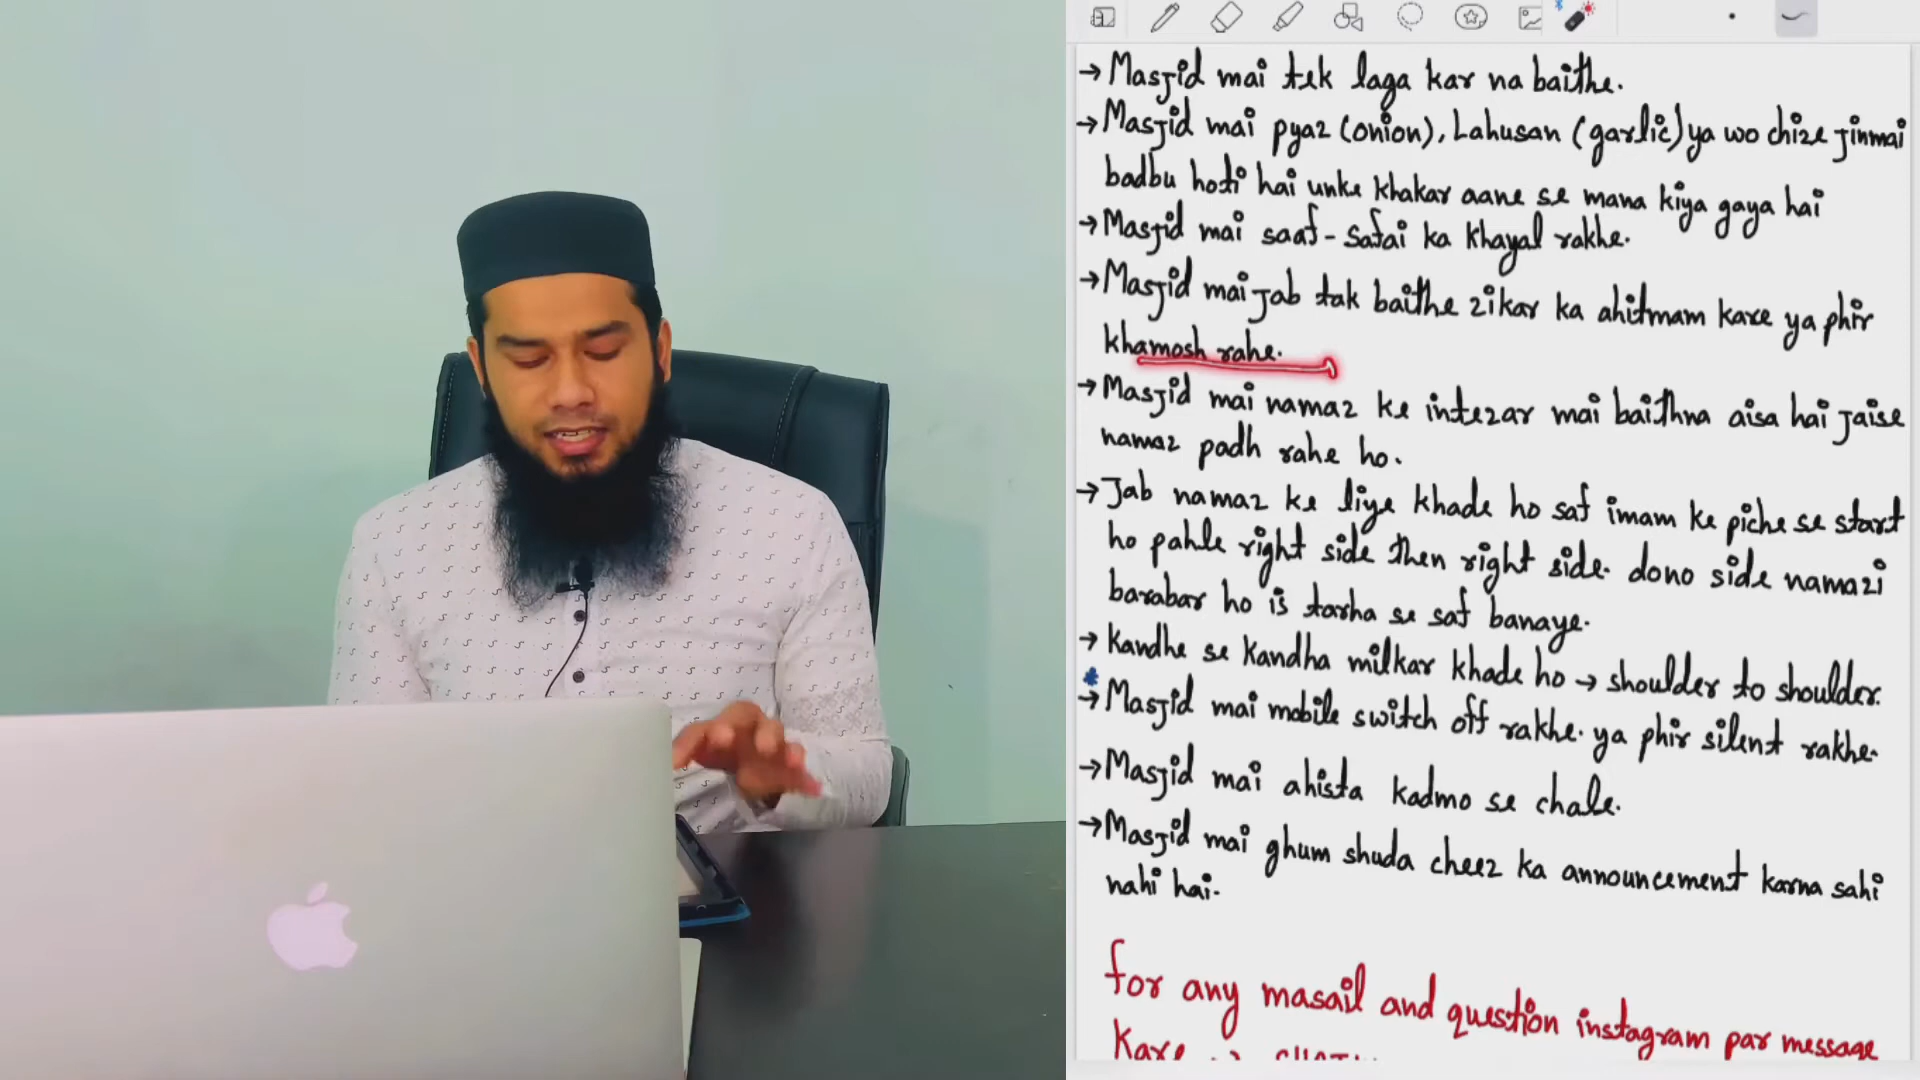 → Masjid mai tek laga kar na baithe.
→ Masjid mai pyaz (onion), Lahusan (garlic) ya wo chize jinmai
badbu hoti hai unke khakar aane se mana kiya gaya hai
→ Masjid mai saaf-Safai ka khayal rakhe.
→ Masjid mai jab tak baithe zikar ka ahitmam kare ya phir
khamosh rahe.
→ Masjid mai namaz ke intezar mai baithna aisa hai jaise
namaz padh rahe ho.
→ Jab namaz ke liye khade ho saf imam ke piche se start
ho pahle right side then right side. dono side namazi
barabar ho is tarha se saf banaye.
→ Kandhe se kandha milkar khade ho → shoulder to shoulder.
*
→ Masjid mai mobile switch off rakhe. ya phir silent rakhe.
→ Masjid mai ahista kadmo se chale.
→ Masjid mai ghum shuda cheez ka announcement karna sahi
nahi hai.
for any masail and question instagram par message
Kare